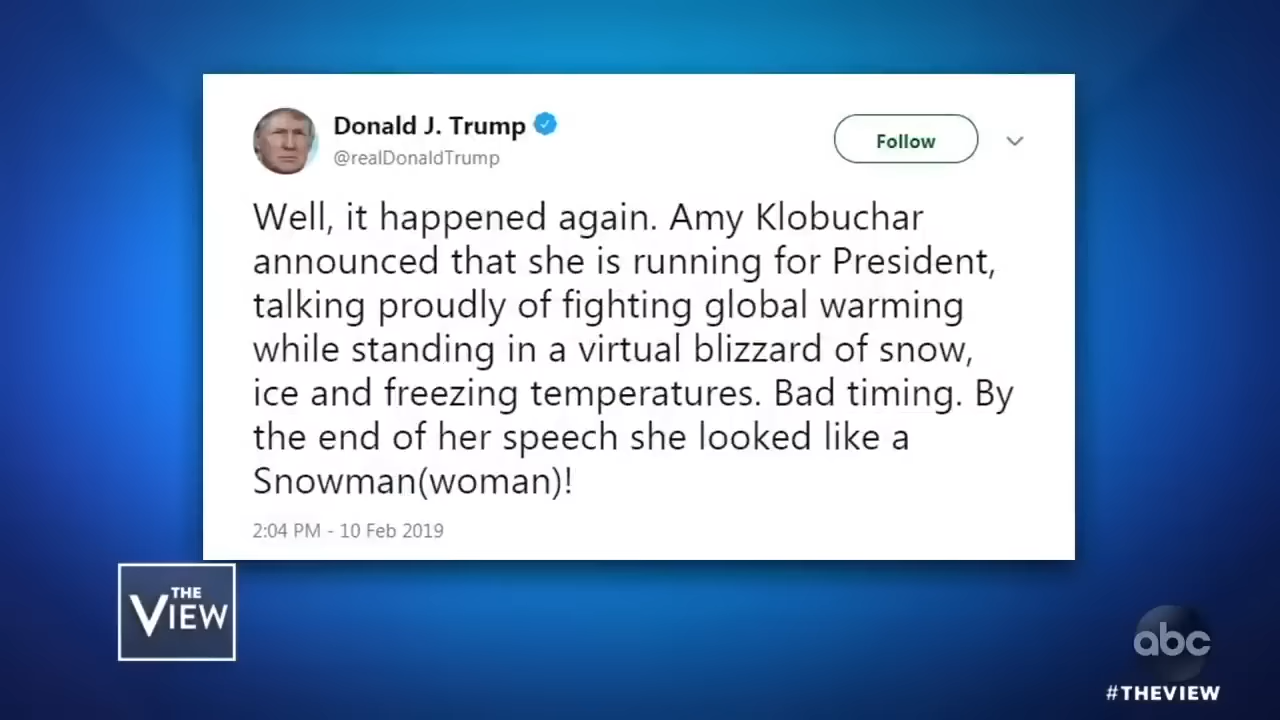 Donald J. Trump
@realDonaldTrump
Follow
Well, it happened again. Amy Klobuchar
announced that she is running for President,
talking proudly of fighting global warming
while standing in a virtual blizzard of snow,
ice and freezing temperatures. Bad timing. By
the end of her speech she looked like a
Snowman(woman)!
2:04 PM - 10 Feb 2019
THE
VIEW
abc
#THEVIEW